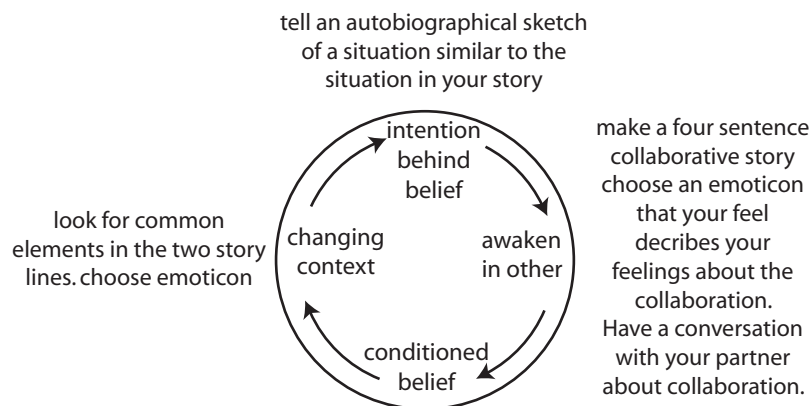 tell an autobiographical sketch
of a situation similar to the
situation in your story
intention
behind
belief
make a four sentence
collaborative story
choose an emoticon
that your feel
decribes your
feelings about the
collaboration.
Have a conversation
with your partner
about collaboration.
awaken
in other
conditioned
belief
changing
context
look for common
elements in the two story
lines. choose emoticon